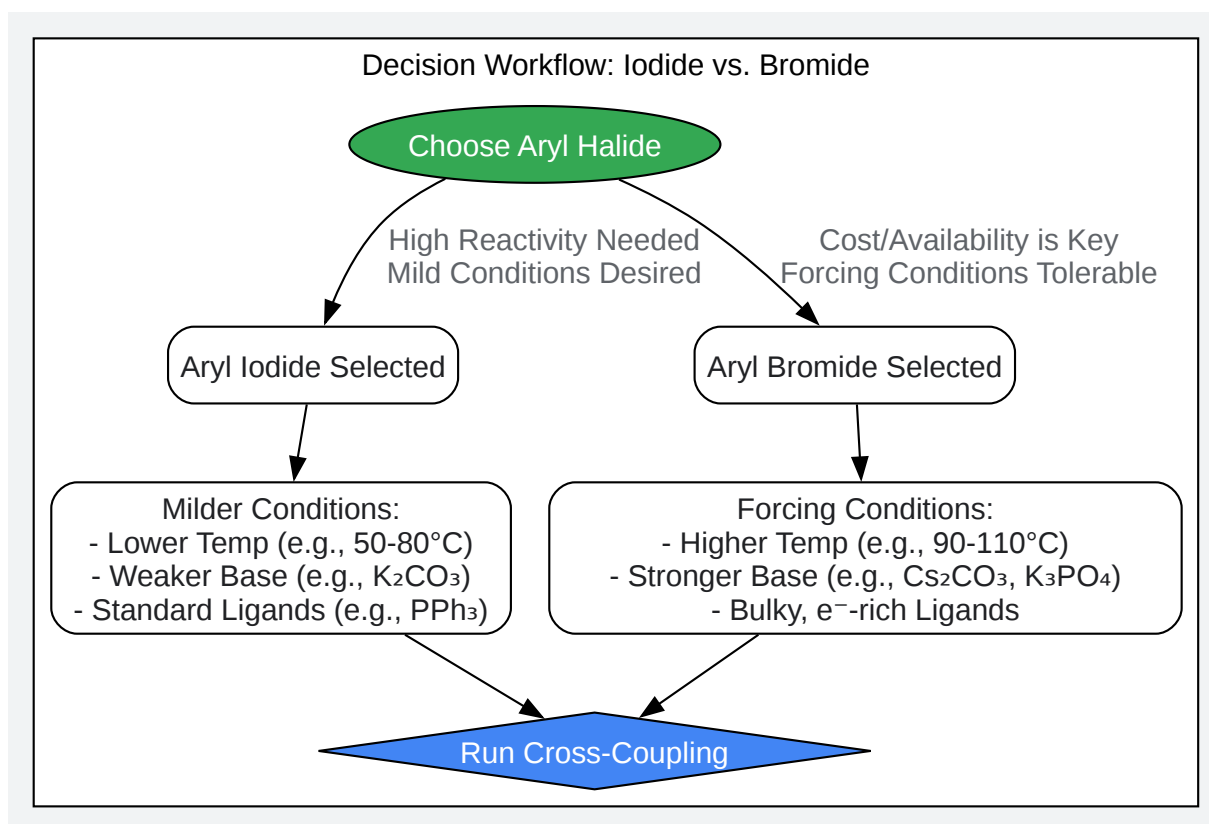 Decision Workflow: Iodide vs. Bromide
Choose Aryl Halide
High Reactivity Needed
Mild Conditions Desired
Cost/Availability is Key
Forcing Conditions Tolerable
Aryl Iodide Selected
Aryl Bromide Selected
Milder Conditions:
- Lower Temp (e.g., 50-80°C)
- Weaker Base (e.g., K₂CO₃)
- Standard Ligands (e.g., PPh₃)
Forcing Conditions:
- Higher Temp (e.g., 90-110°C)
- Stronger Base (e.g., Cs₂CO₃, K₃PO₄)
- Bulky, e⁻-rich Ligands
Run Cross-Coupling